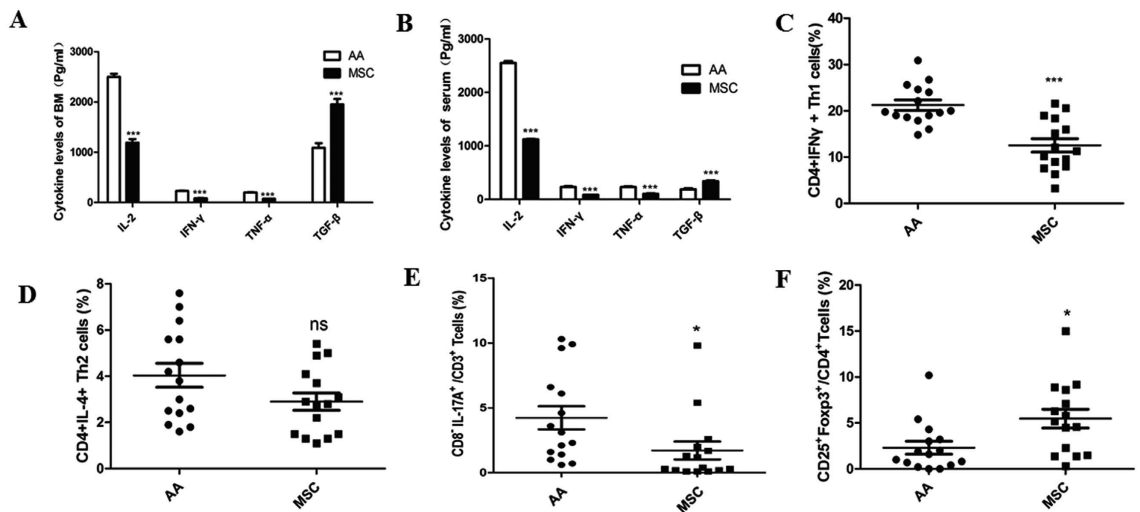 A
Cytokine levels of BM (Pg/ml)
3000
2000
1000
0
AA
MSC
***
***
***
***
IL-2
IFN-γ
TNF-α
TGF-β
B
Cytokine levels of serum (Pg/ml)
3000
2000
1000
0
AA
MSC
***
***
***
***
IL-2
IFN-γ
TNF-α
TGF-β
C
CD4+IFNγ + Th1 cells(%)
40
30
20
10
0
***
AA
MSC
D
CD4+IL-4+ Th2 cells (%)
8
6
4
2
0
ns
AA
MSC
E
CD8⁻ IL-17A⁺ /CD3⁺ Tcells (%)
15
10
5
0
*
AA
MSC
F
CD25⁺Foxp3⁺/CD4⁺Tcells (%)
20
15
10
5
0
*
AA
MSC